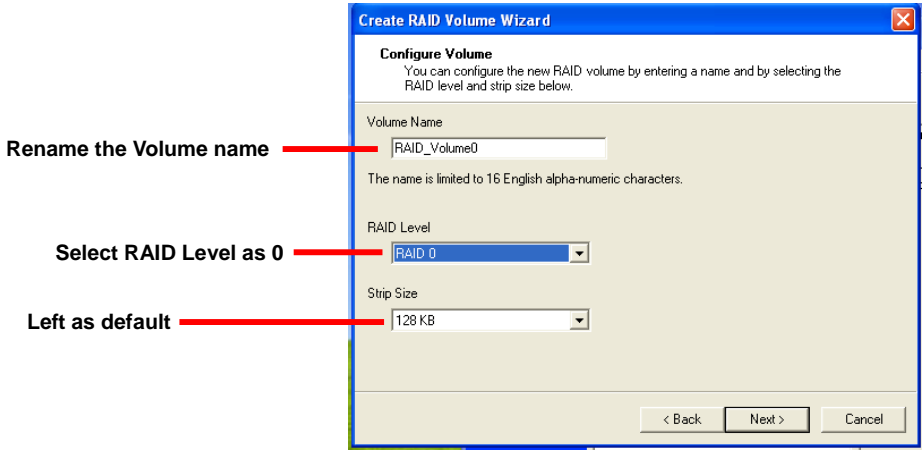 Create RAID Volume Wizard
Configure Volume
You can configure the new RAID volume by entering a name and by selecting the
RAID level and strip size below.
Volume Name
Rename the Volume name
RAID_Volume0
The name is limited to 16 English alpha-numeric characters.
RAID Level
Select RAID Level as 0
RAID 0
Strip Size
Left as default
128 KB
< Back
Next >
Cancel